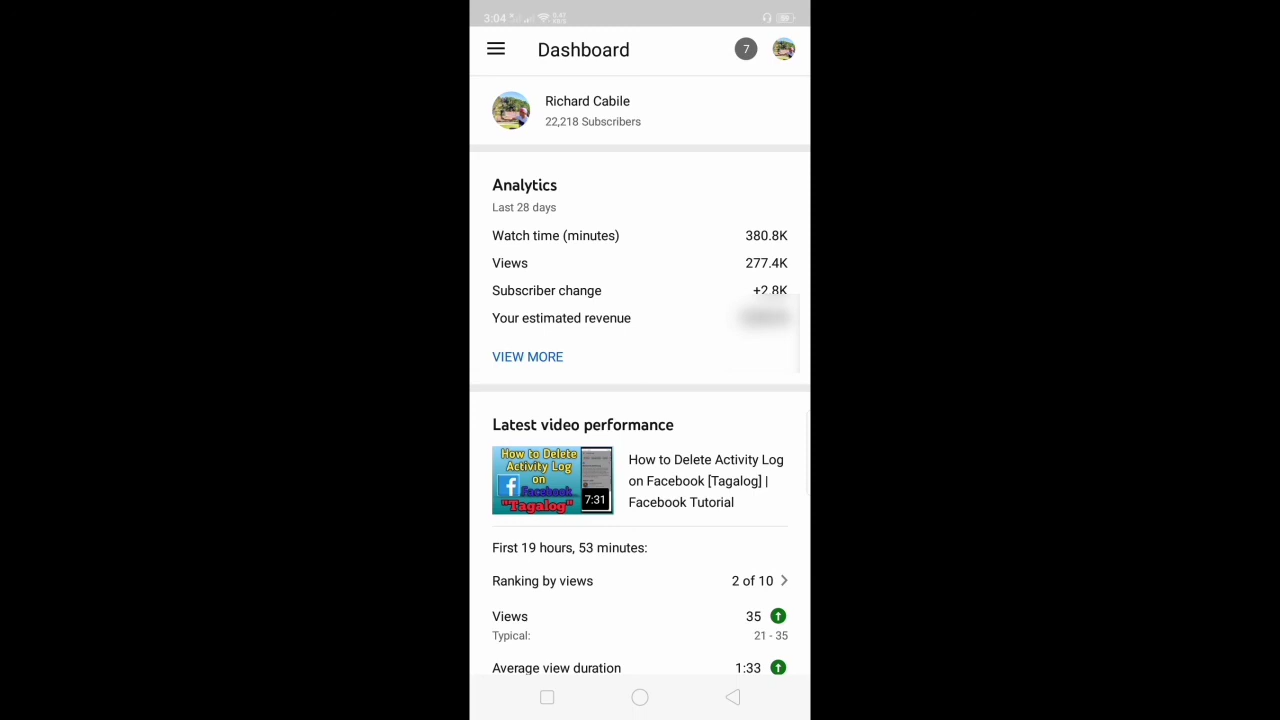 3:04
Dashboard
7
Richard Cabile
22,218 Subscribers
Analytics
Last 28 days
Watch time (minutes) 380.8K
Views 277.4K
Subscriber change +2.8K
Your estimated revenue
VIEW MORE
Latest video performance
How to Delete
Activity Log
on
Facebook
"Tagalog"
7:31
How to Delete Activity Log
on Facebook [Tagalog] |
Facebook Tutorial
First 19 hours, 53 minutes:
Ranking by views 2 of 10
Views 35
Typical: 21 - 35
Average view duration 1:33